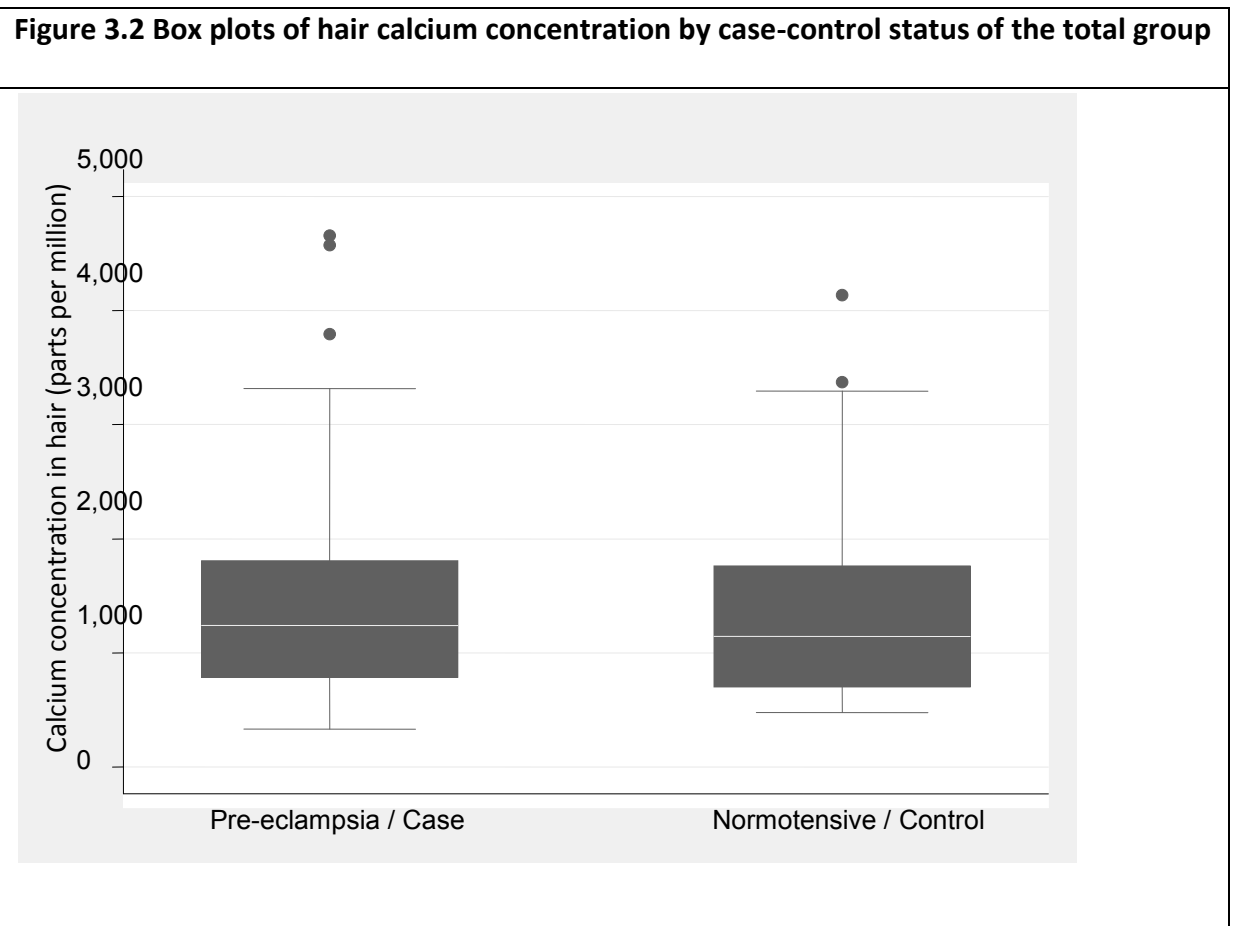 Figure 3.2 Box plots of hair calcium concentration by case-control status of the total group
Calcium concentration in hair (parts per million)
5,000
4,000
3,000
2,000
1,000
0
Pre-eclampsia / Case
Normotensive / Control